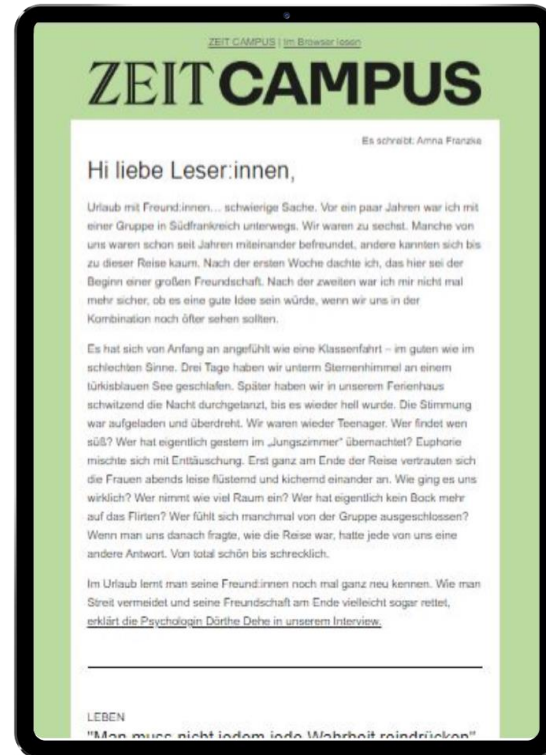 ZEIT CAMPUS | Im Browser lesen
ZEIT CAMPUS
Es schreibt: Amna Franzke
Hi liebe Leser:innen,
Urlaub mit Freund:innen... schwierige Sache. Vor ein paar Jahren war ich mit
einer Gruppe in Südfrankreich unterwegs. Wir waren zu sechst. Manche von
uns waren schon seit Jahren miteinander befreundet, andere kannten sich bis
zu dieser Reise kaum. Nach der ersten Woche dachte ich, das hier sei der
Beginn einer großen Freundschaft. Nach der zweiten war ich mir nicht mal
mehr sicher, ob es eine gute Idee sein würde, wenn wir uns in der
Kombination noch öfter sehen sollten.
Es hat sich von Anfang an angefühlt wie eine Klassenfahrt – im guten wie im
schlechten Sinne. Drei Tage haben wir unterm Sternenhimmel an einem
türkisblauen See geschlafen. Später haben wir in unserem Ferienhaus
schwitzend die Nacht durchgetanzt, bis es wieder hell wurde. Die Stimmung
war aufgeladen und überdreht. Wir waren wieder Teenager. Wer findet wen
süß? Wer hat eigentlich gestern im „Jungszimmer“ übernachtet? Euphorie
mischte sich mit Enttäuschung. Erst ganz am Ende der Reise vertrauten sich
die Frauen abends leise flüsternd und kichernd einander an. Wie ging es uns
wirklich? Wer nimmt wie viel Raum ein? Wer hat eigentlich kein Bock mehr
auf das Flirten? Wer fühlt sich manchmal von der Gruppe ausgeschlossen?
Wenn man uns danach fragte, wie die Reise war, hatte jede von uns eine
andere Antwort. Von total schön bis schrecklich.
Im Urlaub lernt man seine Freund:innen noch mal ganz neu kennen. Wie man
Streit vermeidet und seine Freundschaft am Ende vielleicht sogar rettet,
erklärt die Psychologin Dörthe Dehe in unserem Interview.
LEBEN
"Man muss nicht jedem jede Wahrheit reindrücken"